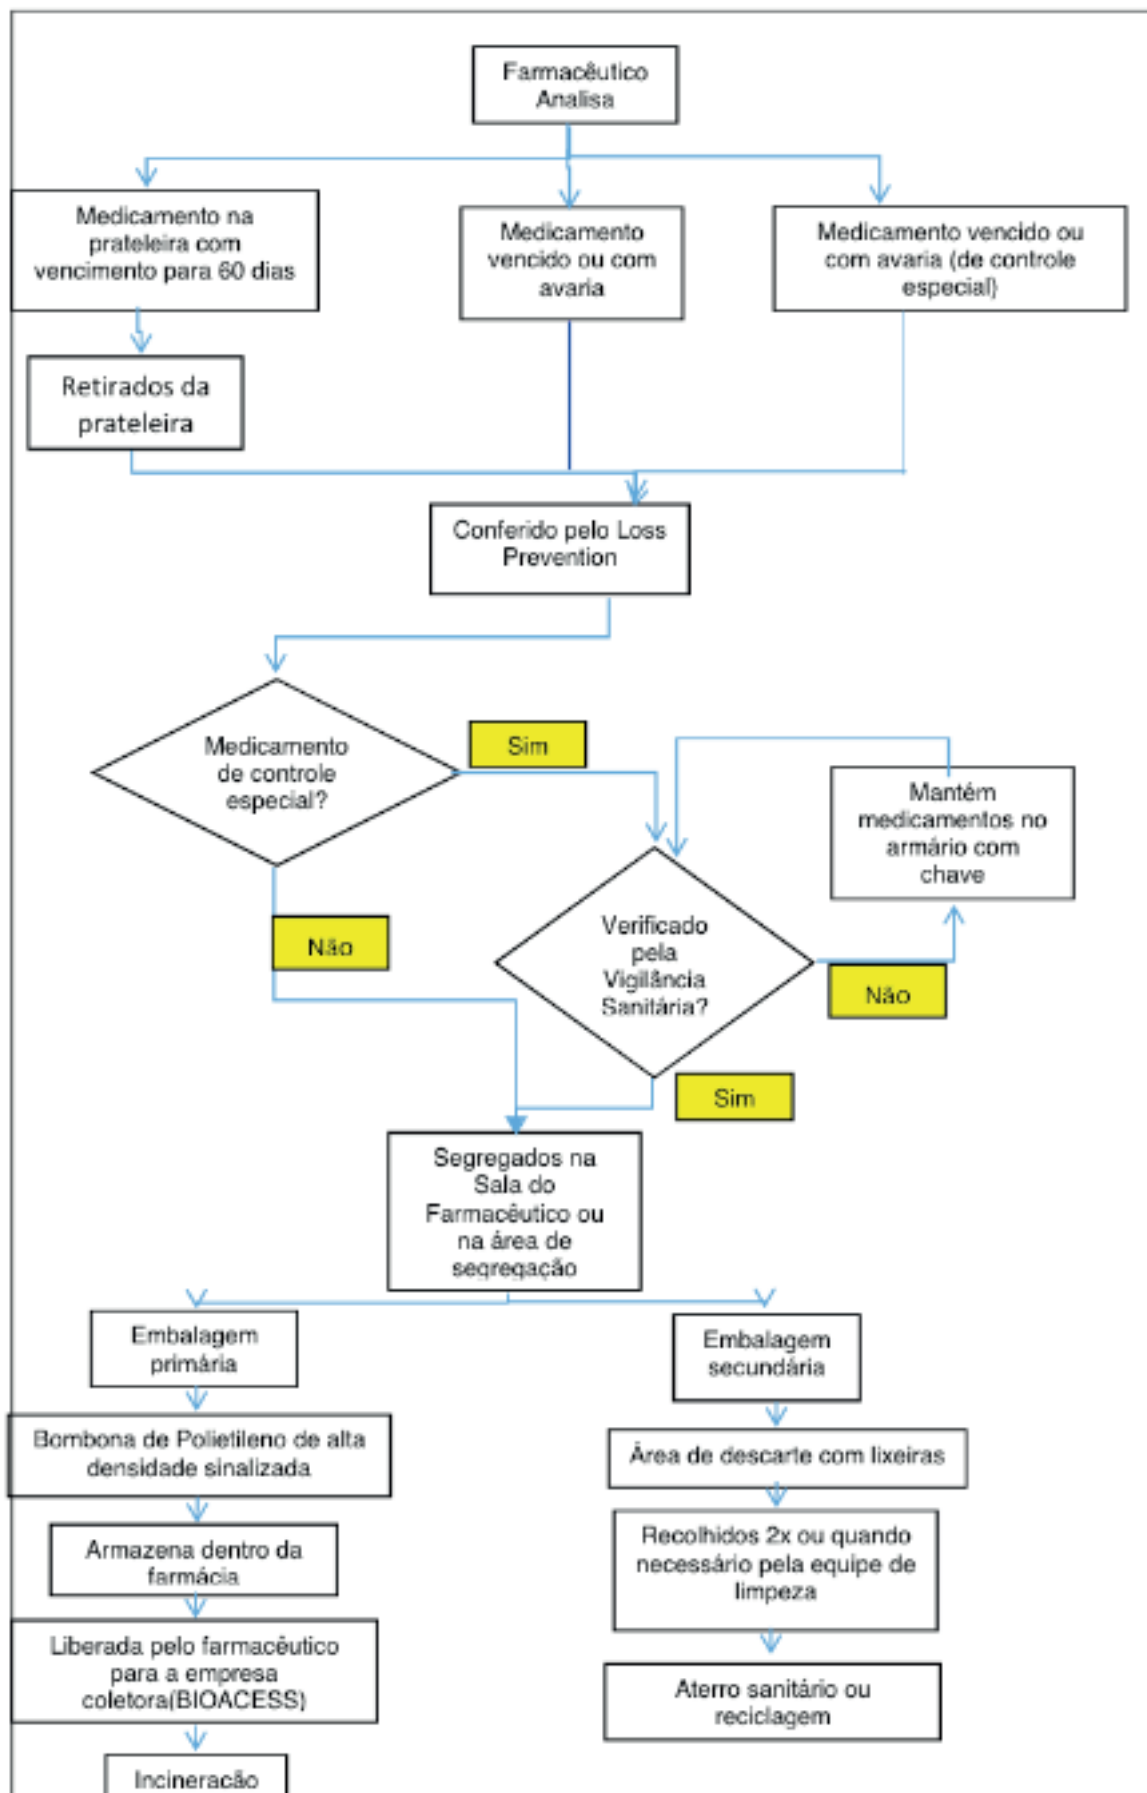 Farmacêutico
Analisa
Medicamento na
prateleira com
vencimento para 60 dias
Medicamento
vencido ou com
avaria
Medicamento vencido ou
com avaria (de controle
especial)
Retirados da
prateleira
Conferido pelo Loss
Prevention
Medicamento
de controle
especial?
Sim
Mantém
medicamentos no
armário com
chave
Não
Verificado
pela
Vigilância
Sanitária?
Não
Sim
Segregados na
Sala do
Farmacêutico ou
na área de
segregação
Embalagem
primária
Embalagem
secundária
Bombona de Polietileno de alta
densidade sinalizada
Área de descarte com lixeiras
Armazena dentro da
farmácia
Recolhidos 2x ou quando
necessário pela equipe de
limpeza
Liberada pelo farmacêutico
para a empresa
coletora(BIOACESS)
Aterro sanitário ou
reciclagem
Incineração